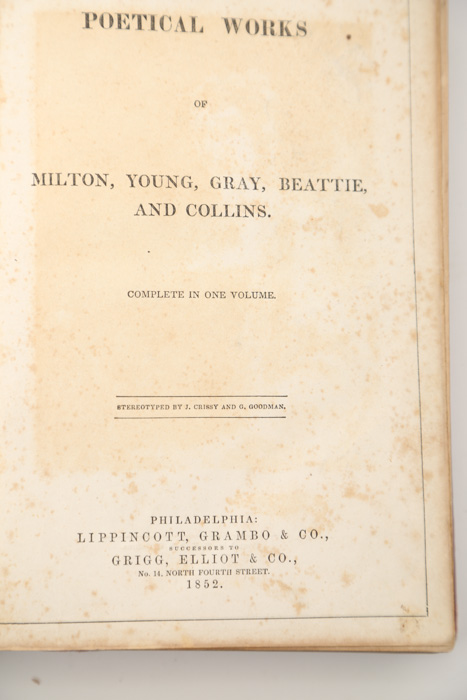 POETICAL WORKS
OF
MILTON, YOUNG, GRAY, BEATTIE,
AND COLLINS.
COMPLETE IN ONE VOLUME.
STEREOTYPED BY J. CRISSY AND G. GOODMAN.
PHILADELPHIA:
LIPPINCOTT, GRAMBO & CO.,
SUCCESSORS TO
GRIGG, ELLIOT & CO.,
No. 14, NORTH FOURTH STREET.
1852.